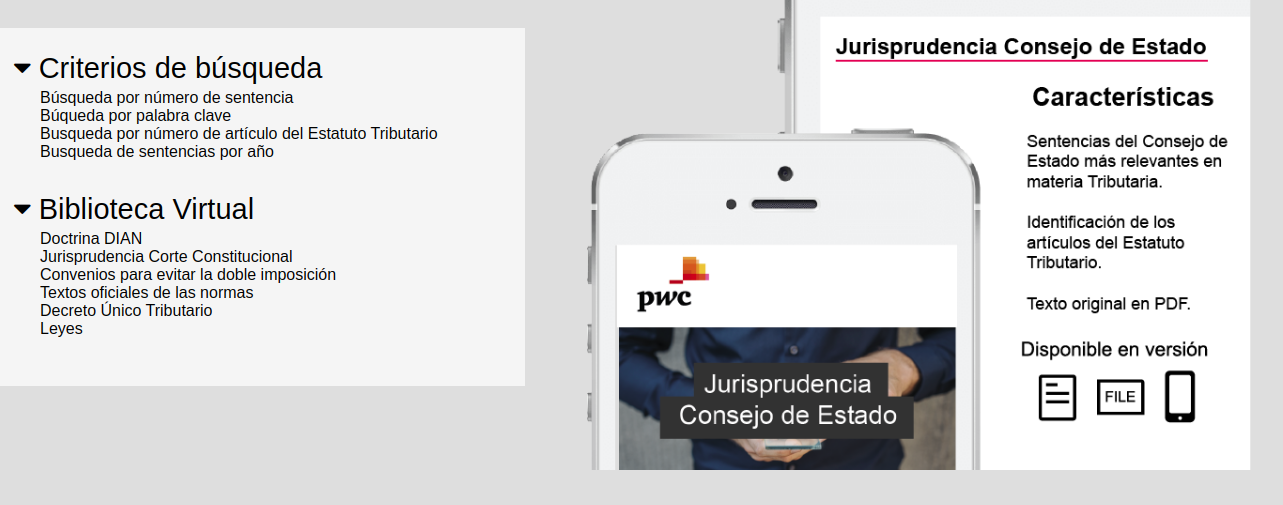 Criterios de búsqueda
Búsqueda por número de sentencia
Búqueda por palabra clave
Busqueda por número de artículo del Estatuto Tributario
Busqueda de sentencias por año
Biblioteca Virtual
Doctrina DIAN
Jurisprudencia Corte Constitucional
Convenios para evitar la doble imposición
Textos oficiales de las normas
Decreto Único Tributario
Leyes
pwc
Jurisprudencia
Consejo de Estado
Jurisprudencia Consejo de Estado
Características
Sentencias del Consejo de
Estado más relevantes en
materia Tributaria.
Identificación de los
artículos del Estatuto
Tributario.
Texto original en PDF.
Disponible en versión
FILE